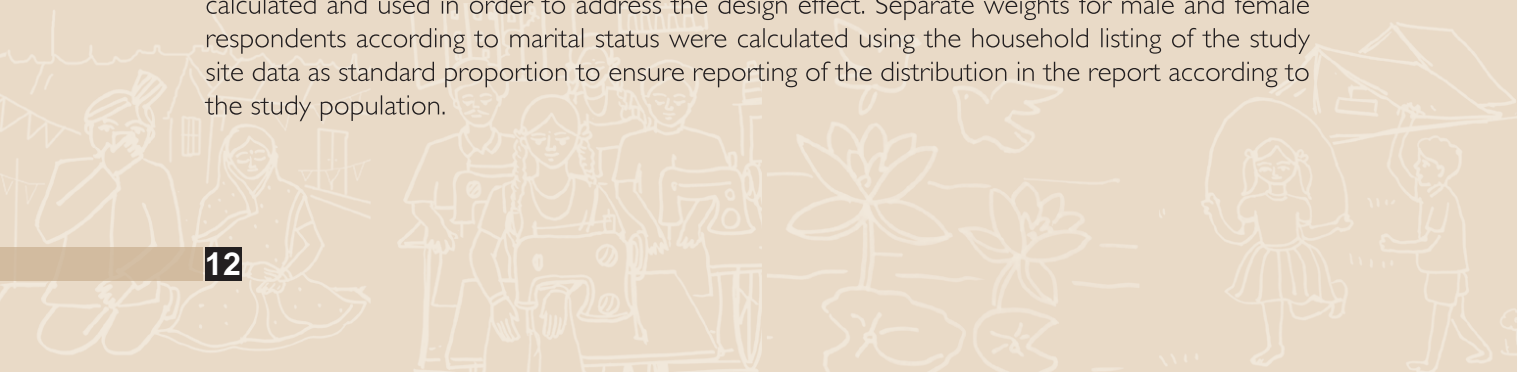 calculated and used in order to address the design effect. Separate weights for male and female
respondents according to marital status were calculated using the household listing of the study
site data as standard proportion to ensure reporting of the distribution in the report according to
the study population.
12